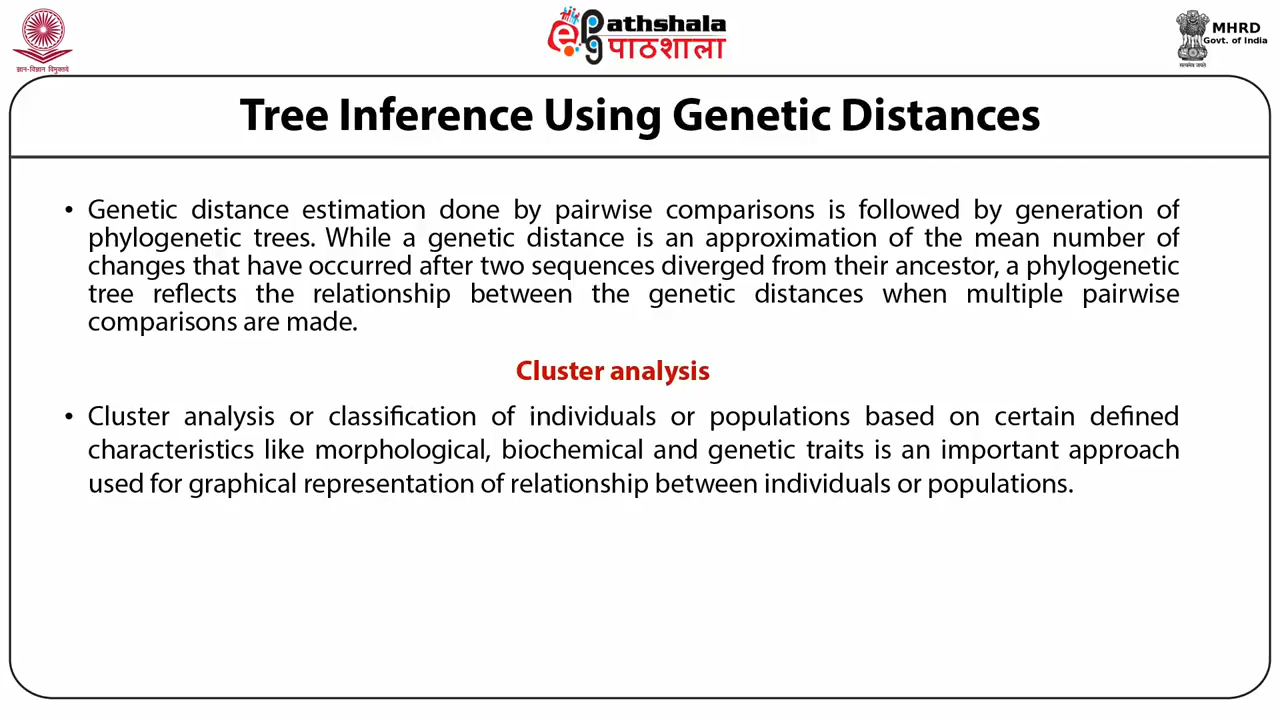 ज्ञान-विज्ञान विमुक्तये
ePathshala
पाठशाला
सत्यमेव जयते
MHRD
Govt. of India
Tree Inference Using Genetic Distances
• Genetic distance estimation done by pairwise comparisons is followed by generation of
phylogenetic trees. While a genetic distance is an approximation of the mean number of
changes that have occurred after two sequences diverged from their ancestor, a phylogenetic
tree reflects the relationship between the genetic distances when multiple pairwise
comparisons are made.
Cluster analysis
• Cluster analysis or classification of individuals or populations based on certain defined
characteristics like morphological, biochemical and genetic traits is an important approach
used for graphical representation of relationship between individuals or populations.